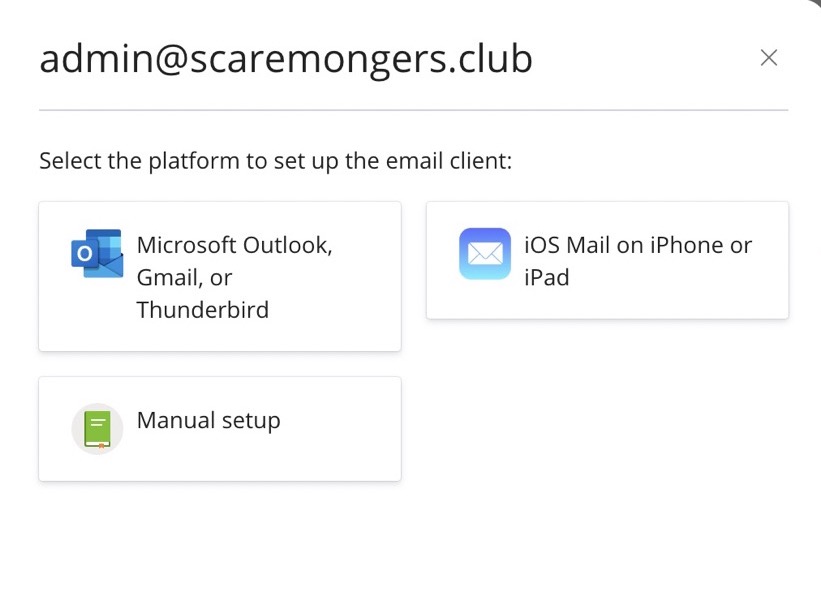 admin@scaremongers.club
Select the platform to set up the email client:
Microsoft Outlook,
Gmail, or
Thunderbird
iOS Mail on iPhone or
iPad
Manual setup